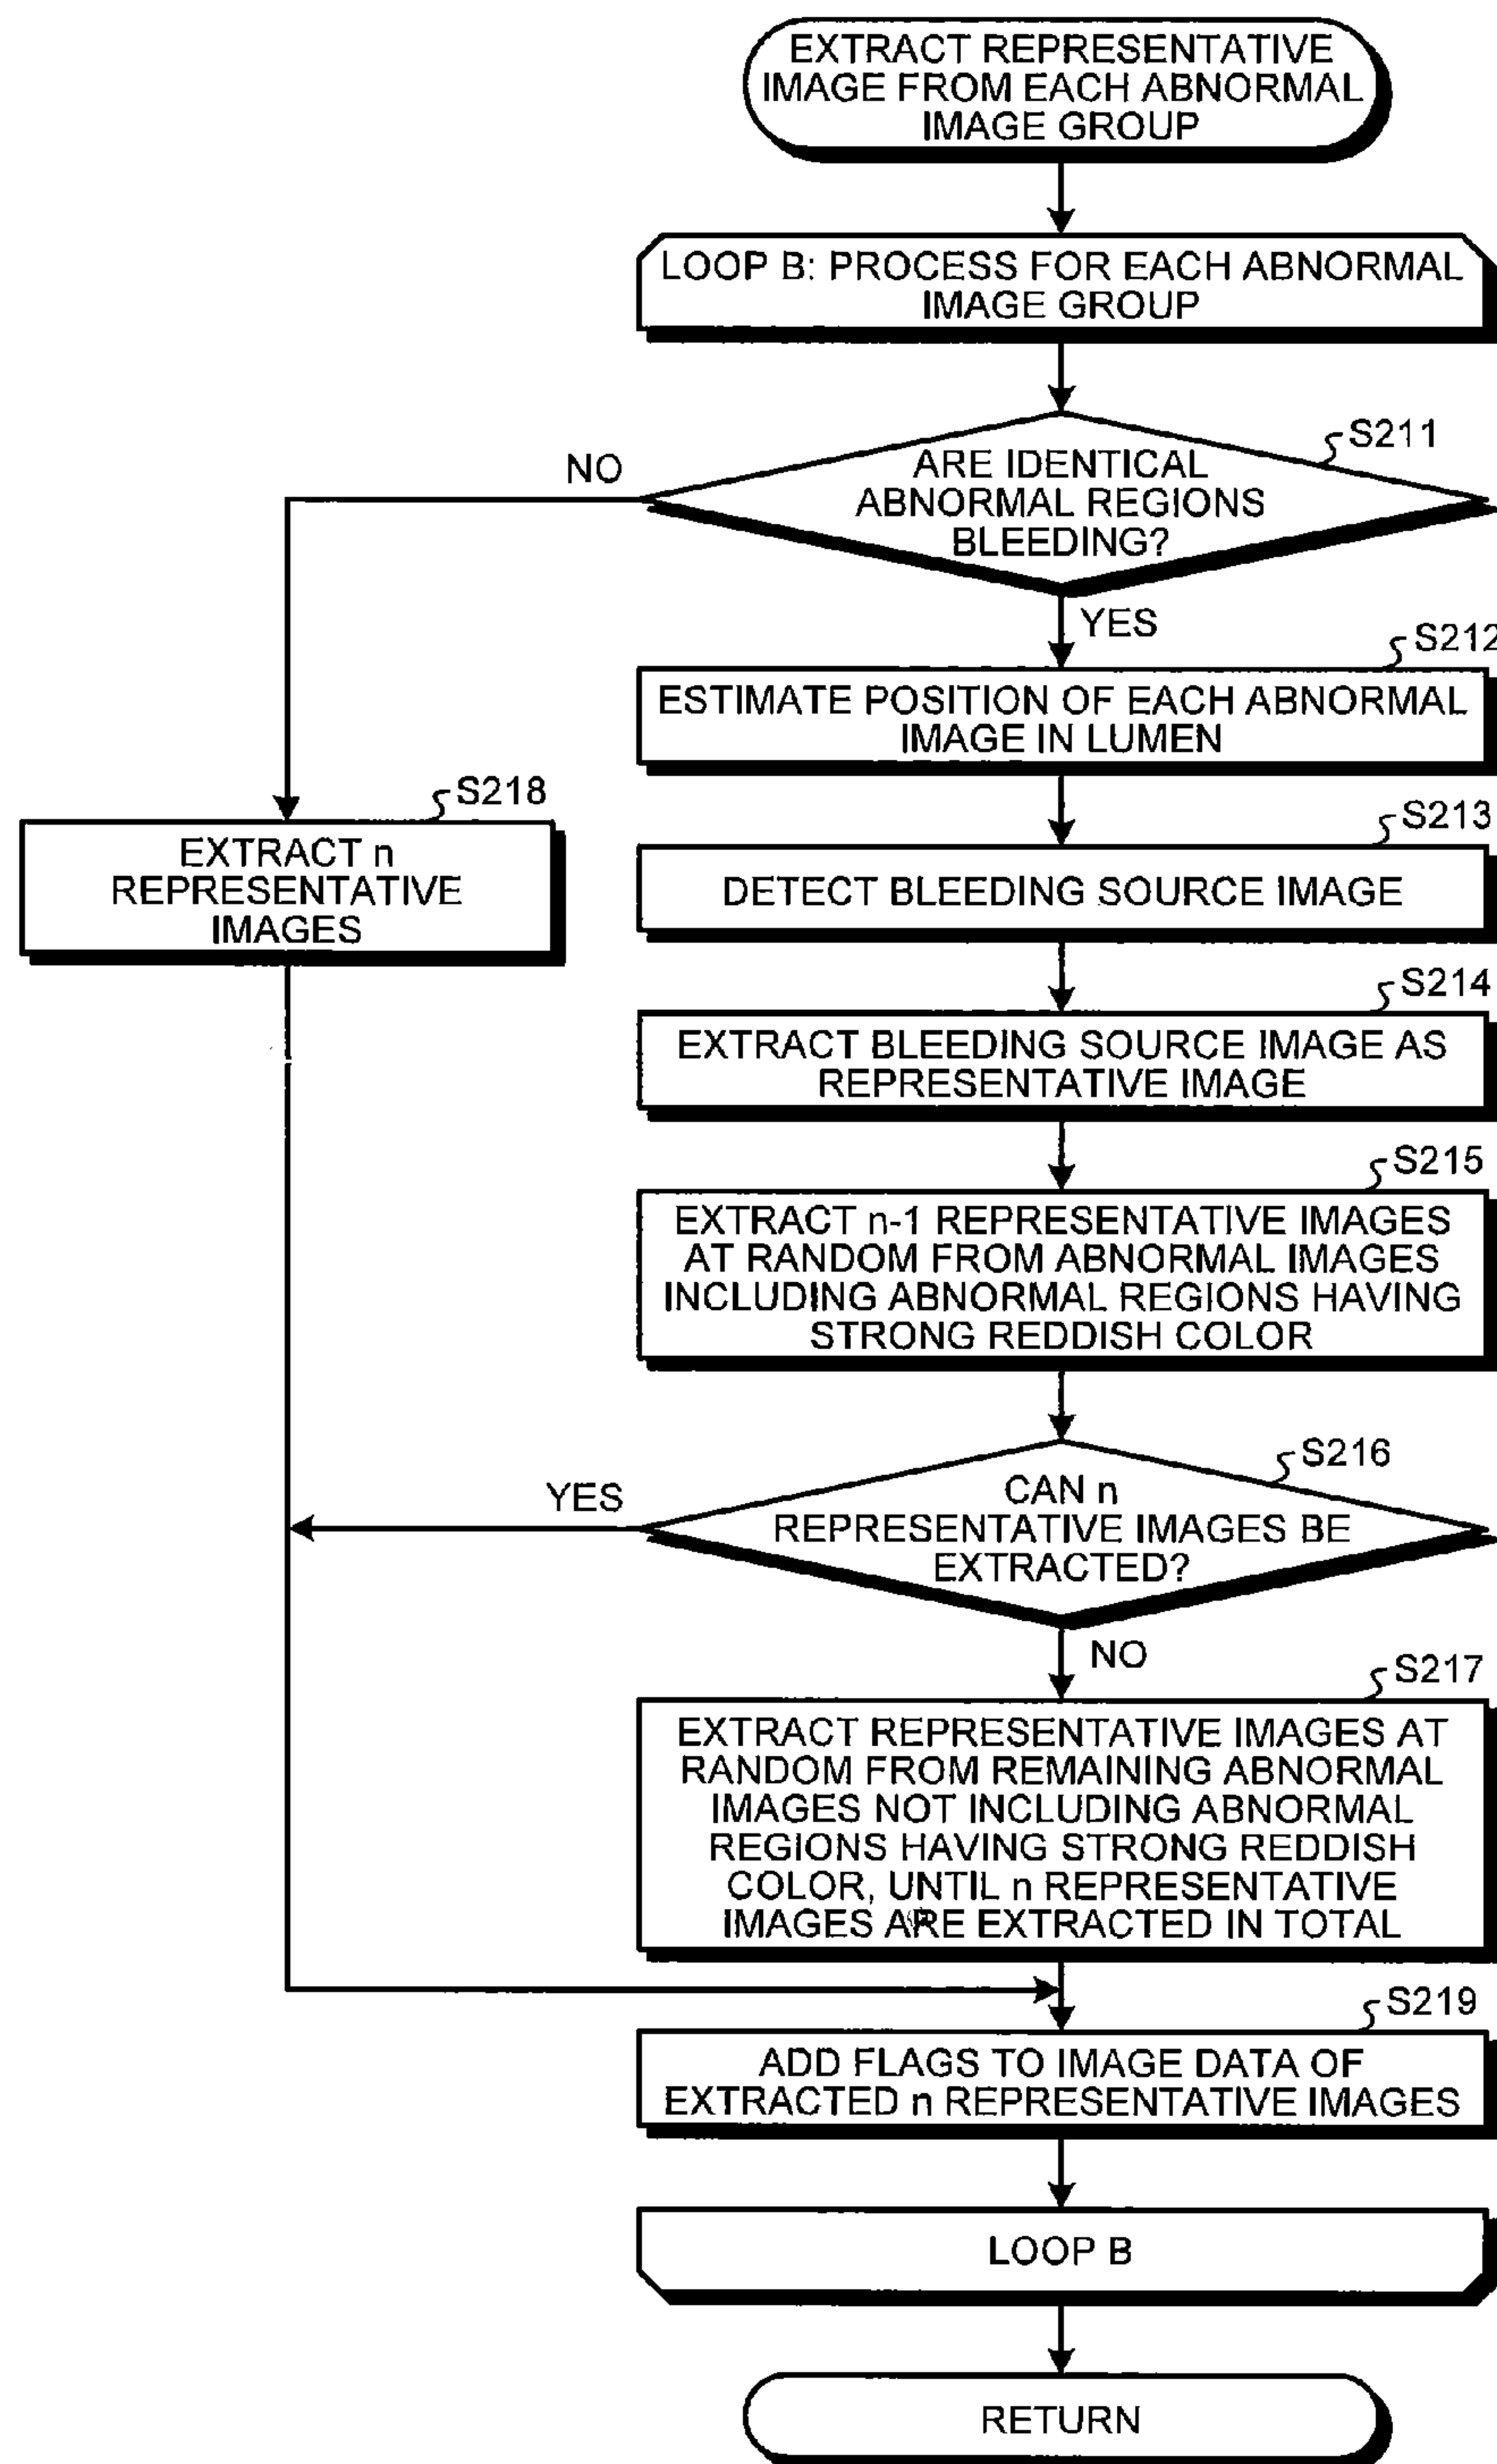 EXTRACT REPRESENTATIVE
IMAGE FROM EACH ABNORMAL
IMAGE GROUP
LOOP B: PROCESS FOR EACH ABNORMAL
IMAGE GROUP
S211
NO
ARE IDENTICAL
ABNORMAL REGIONS
BLEEDING?
YES
S212
ESTIMATE POSITION OF EACH ABNORMAL
IMAGE IN LUMEN
S218
EXTRACT n
REPRESENTATIVE
IMAGES
S213
DETECT BLEEDING SOURCE IMAGE
S214
EXTRACT BLEEDING SOURCE IMAGE AS
REPRESENTATIVE IMAGE
S215
EXTRACT n-1 REPRESENTATIVE IMAGES
AT RANDOM FROM ABNORMAL IMAGES
INCLUDING ABNORMAL REGIONS HAVING
STRONG REDDISH COLOR
S216
YES
CAN n
REPRESENTATIVE IMAGES BE
EXTRACTED?
NO
S217
EXTRACT REPRESENTATIVE IMAGES AT
RANDOM FROM REMAINING ABNORMAL
IMAGES NOT INCLUDING ABNORMAL
REGIONS HAVING STRONG REDDISH
COLOR, UNTIL n REPRESENTATIVE
IMAGES ARE EXTRACTED IN TOTAL
S219
ADD FLAGS TO IMAGE DATA OF
EXTRACTED n REPRESENTATIVE IMAGES
LOOP B
RETURN